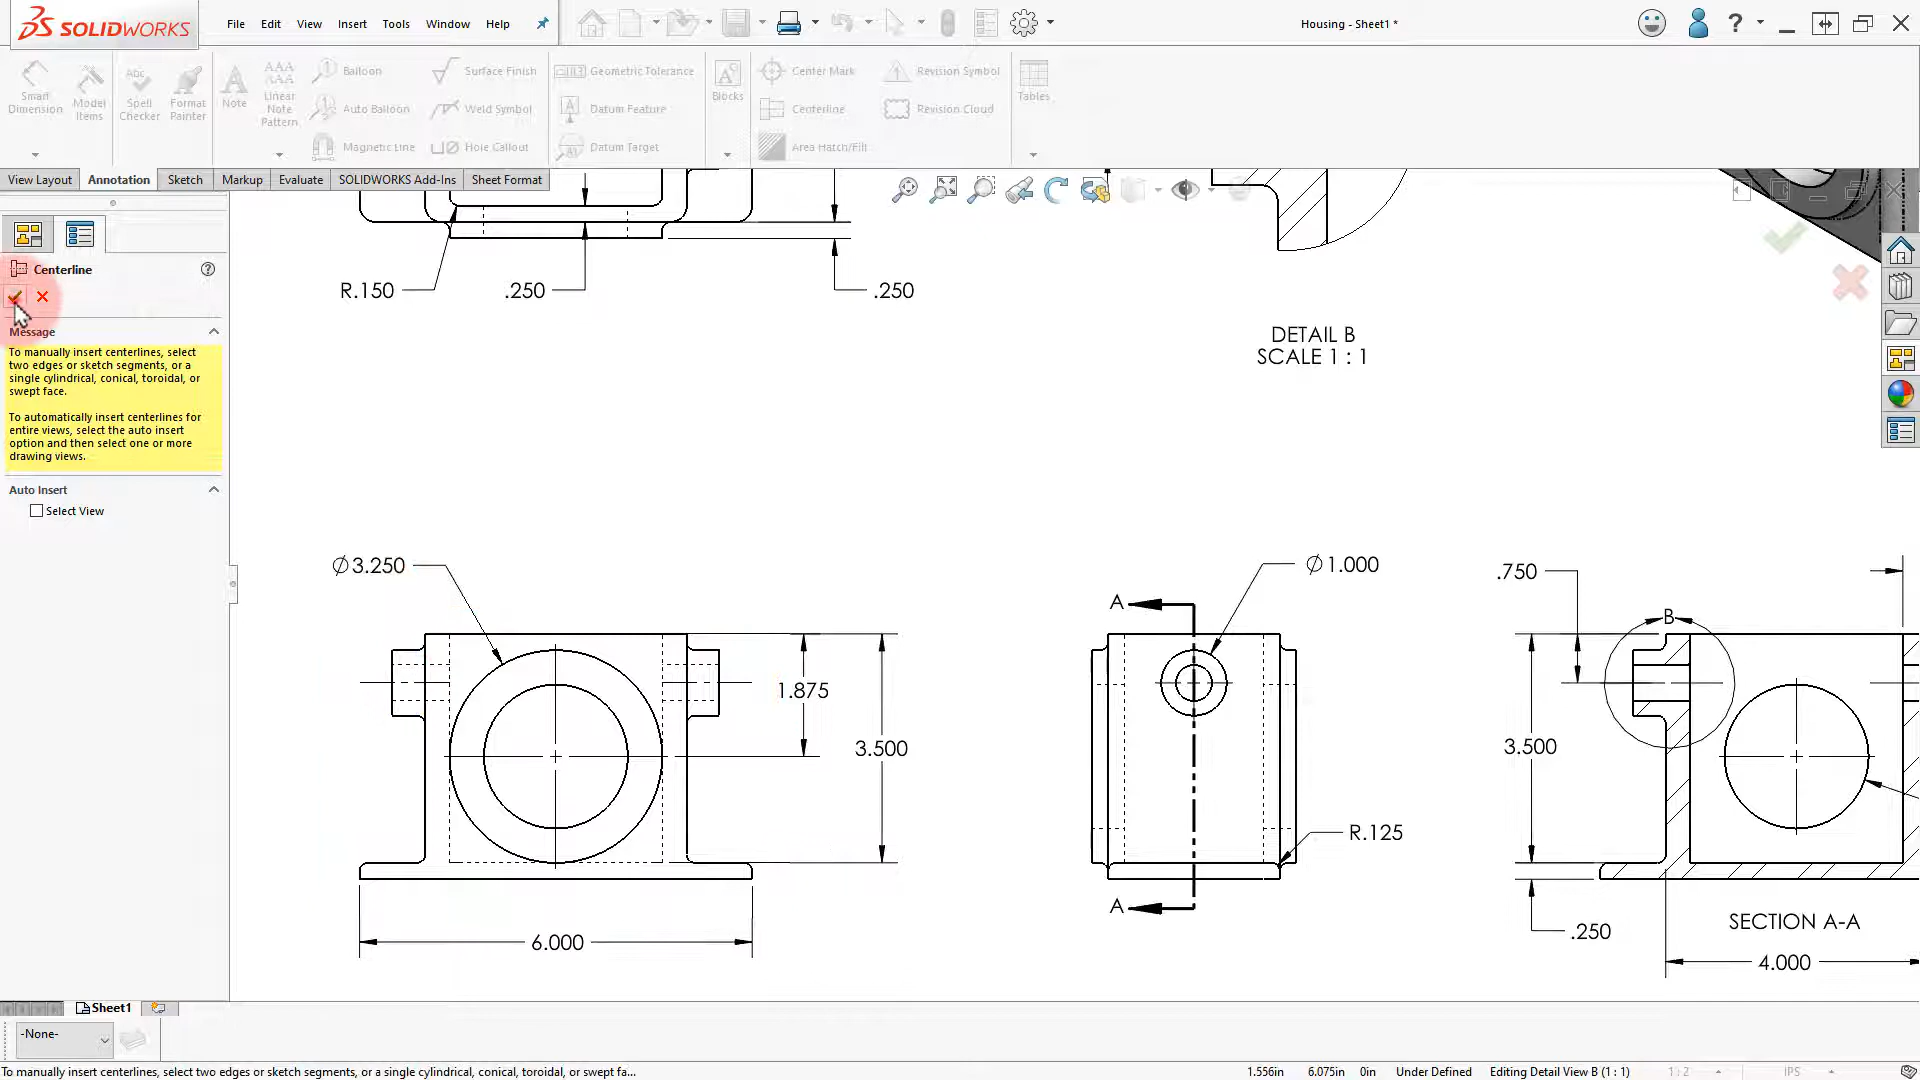 SOLIDWORKS
File Edit View Insert Tools Window Help
Housing - Sheet1 *
Smart Dimension
Model Items
Abc
Spell Checker
Format Painter
Note
Linear Note Pattern
Balloon
Auto Balloon
Magnetic Line
Surface Finish
Weld Symbol
Hole Callout
Geometric Tolerance
Datum Feature
Datum Target
Blocks
Center Mark
Centerline
Area Hatch/Fill
Revision Symbol
Revision Cloud
Tables
View Layout Annotation Sketch Markup Evaluate SOLIDWORKS Add-Ins Sheet Format
Centerline
Message
To manually insert centerlines, select
two edges or sketch segments, or a
single cylindrical, conical, toroidal, or
swept face.
To automatically insert centerlines for
entire views, select the auto insert
option and then select one or more
drawing views.
Auto Insert
Select View
R.150
.250
.250
DETAIL B
SCALE 1 : 1
∅3.250
1.875
3.500
6.000
∅1.000
A
A
R.125
.750
B
3.500
.250
SECTION A-A
4.000
Sheet1
-None-
To manually insert centerlines, select two edges or sketch segments, or a single cylindrical, conical, toroidal, or swept fa...
1.556in 6.075in 0in Under Defined Editing Detail View B (1 : 1) 1 : 2 IPS